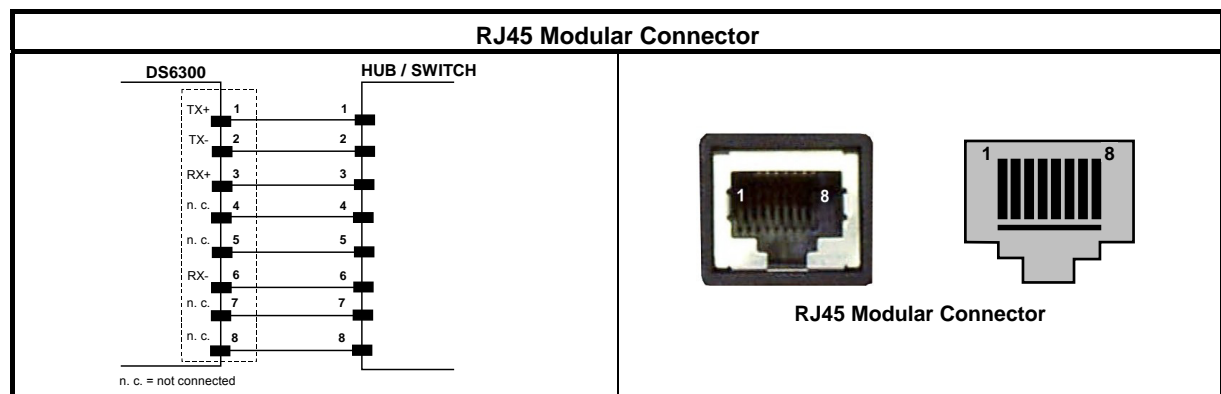 RJ45 Modular Connector
DS6300 HUB / SWITCH
TX+ 1 1
TX- 2 2
RX+ 3 3
n. c. 4 4
n. c. 5 5
RX- 6 6
n. c. 7 7
n. c. 8 8
n. c. = not connected
1 8
1 8
RJ45 Modular Connector